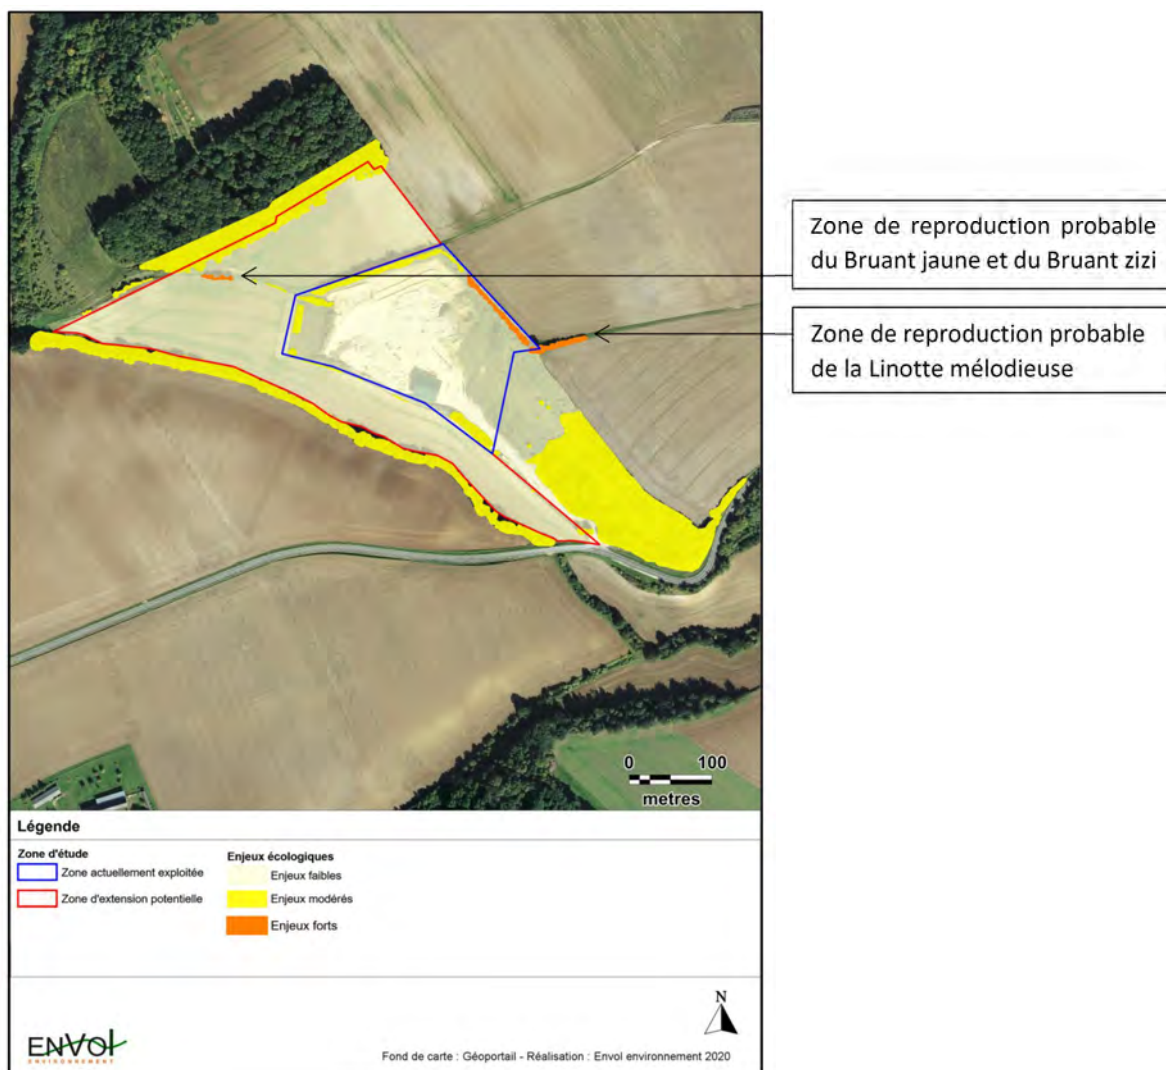 Zone de reproduction probable
du Bruant jaune et du Bruant zizi
Zone de reproduction probable
de la Linotte mélodieuse
0 100
metres
Légende
Zone d'étude
Zone actuellement exploitée
Zone d'extension potentielle
Enjeux écologiques
Enjeux faibles
Enjeux modérés
Enjeux forts
N
ENVOl
ENVIRONNEMENT
Fond de carte : Géoportail - Réalisation : Envol environnement 2020